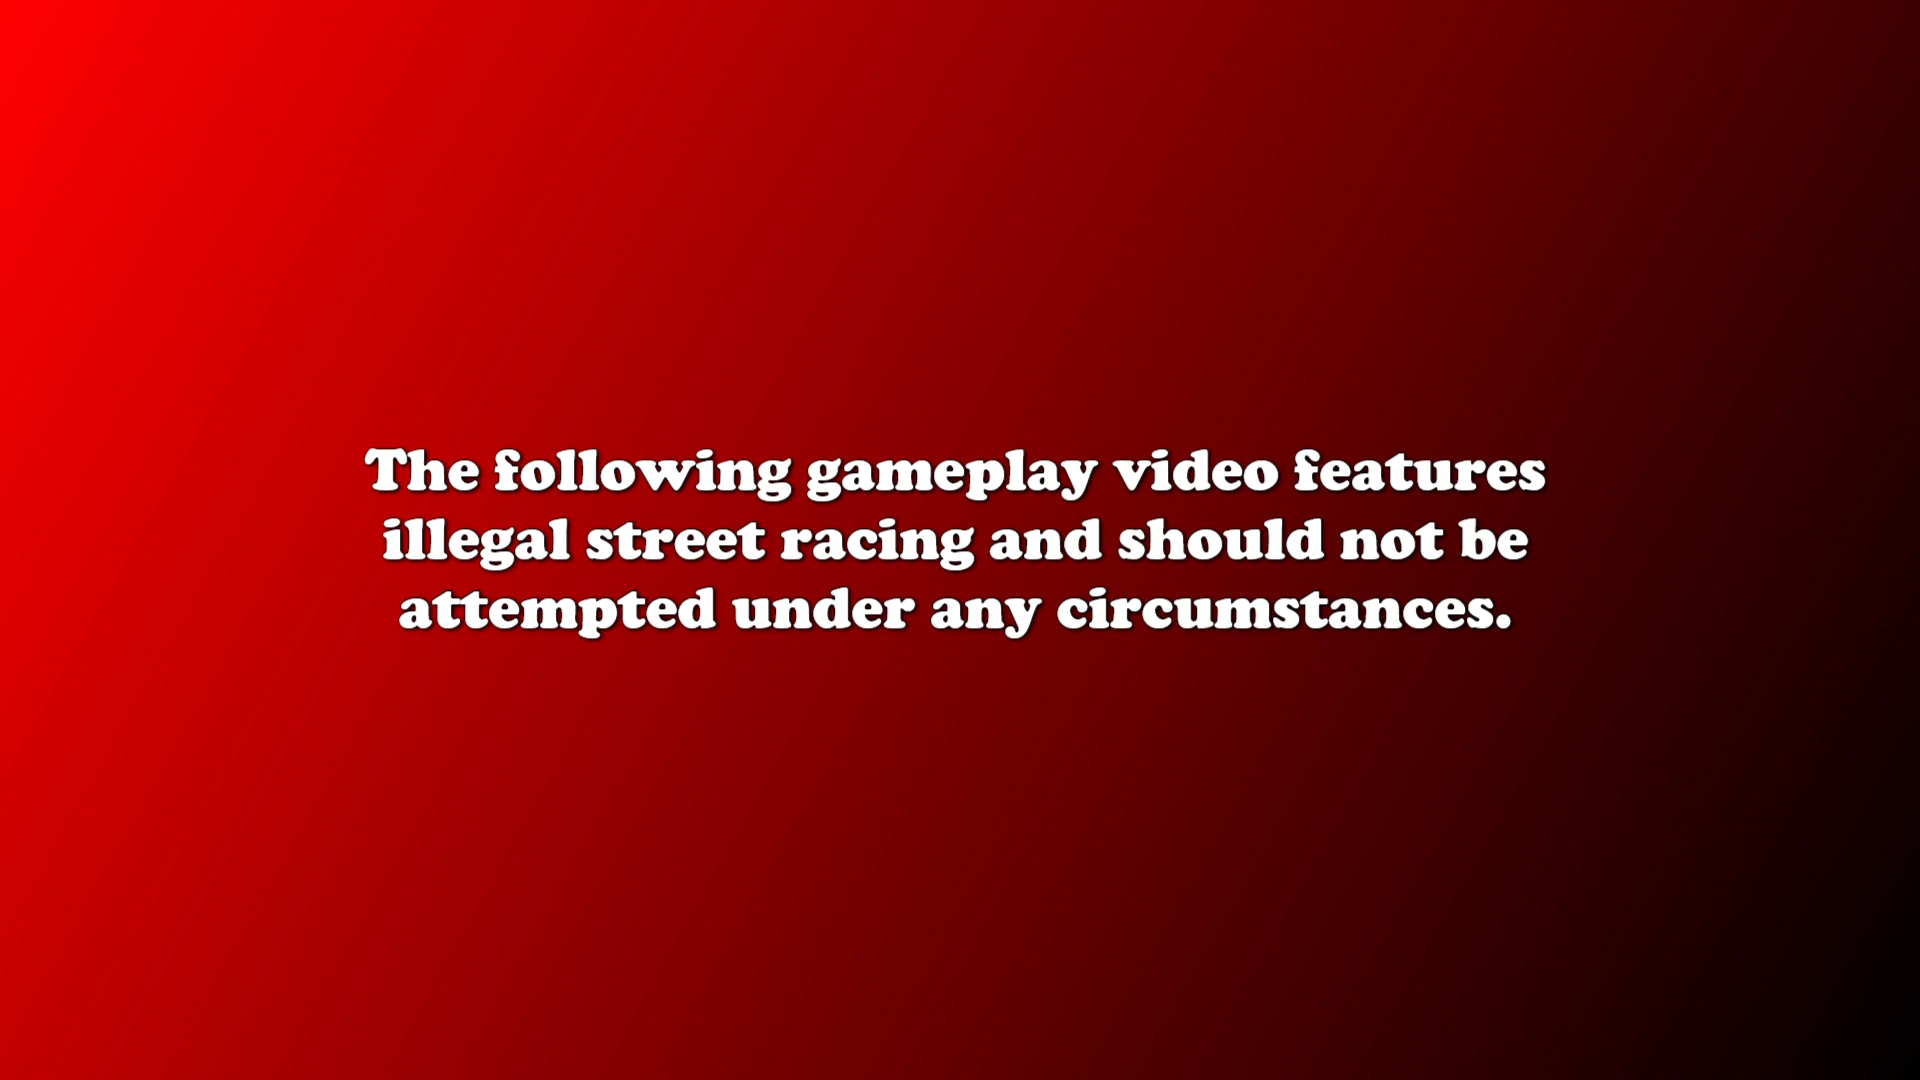 The following gameplay video features
illegal street racing and should not be
attempted under any circumstances.